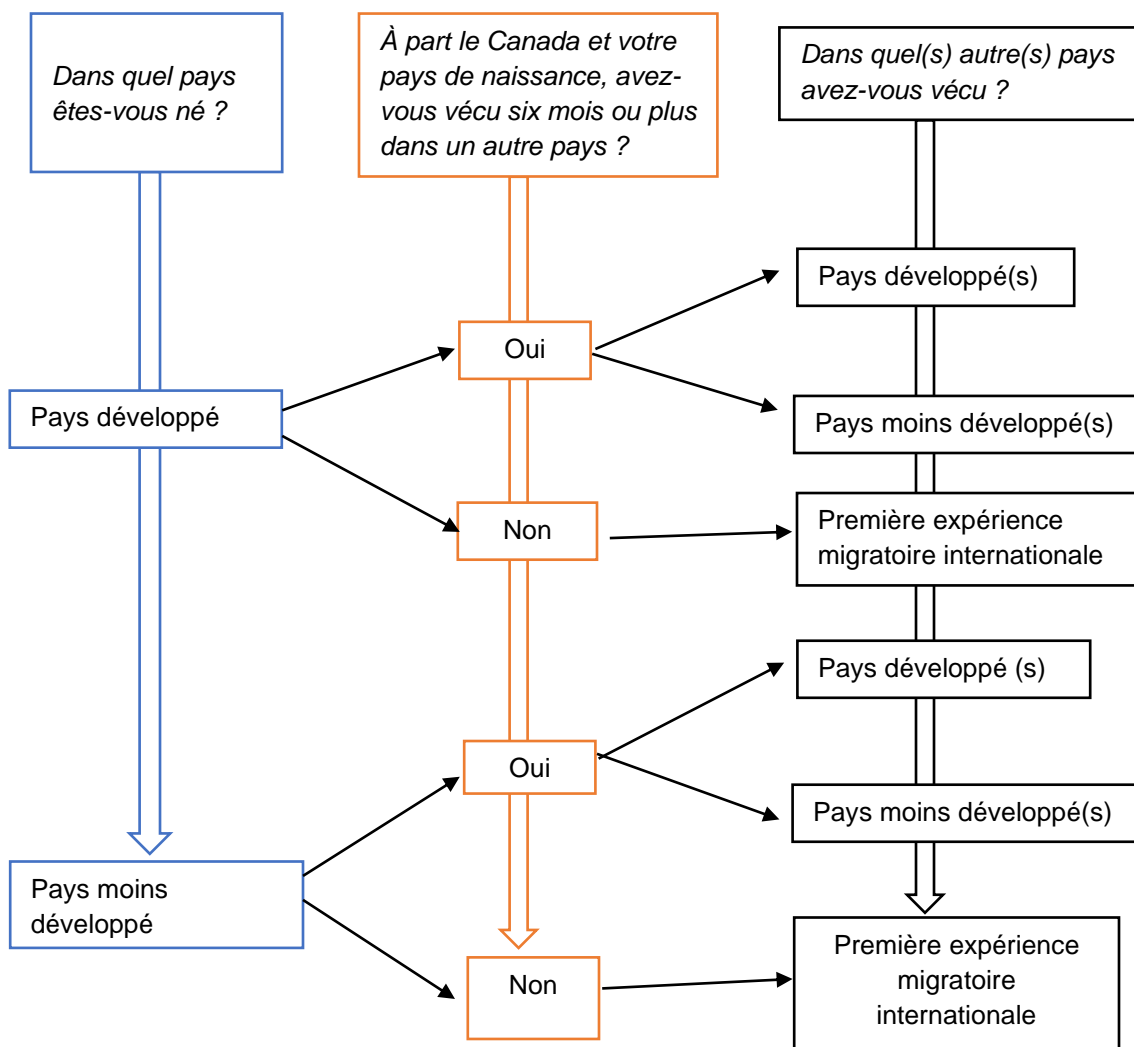 Dans quel pays
êtes-vous né ?
À part le Canada et votre
pays de naissance, avez-
vous vécu six mois ou plus
dans un autre pays ?
Dans quel(s) autre(s) pays
avez-vous vécu ?
Pays développé(s)
Oui
Pays développé
Pays moins développé(s)
Non
Première expérience
migratoire internationale
Pays développé (s)
Oui
Pays moins développé(s)
Pays moins
développé
Non
Première expérience
migratoire
internationale